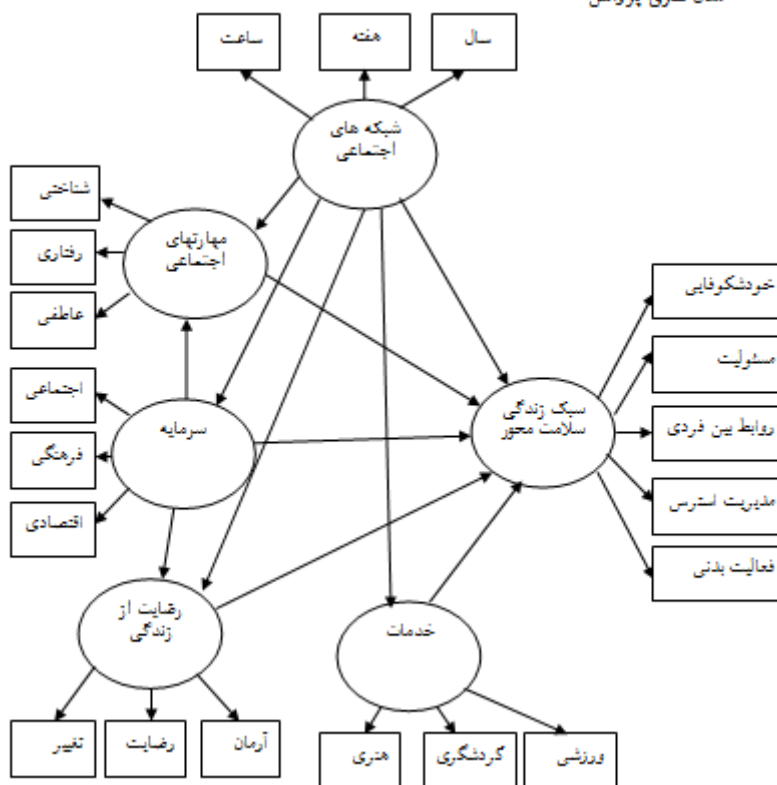 سال
هفته
ساعت
شبکه های
اجتماعی
شناختی
رفتاری
عاطفی
مهارتهای
اجتماعی
خودشکوفایی
مسئولیت
روابط بین فردی
مدیریت استرس
فعالیت بدنی
سبک زندگی
سلامت محور
سرمایه
اجتماعی
فرهنگی
اقتصادی
رضایت از
زندگی
خدمات
آرمان
رضایت
تغییر
ورزشی
گردشگری
هنری